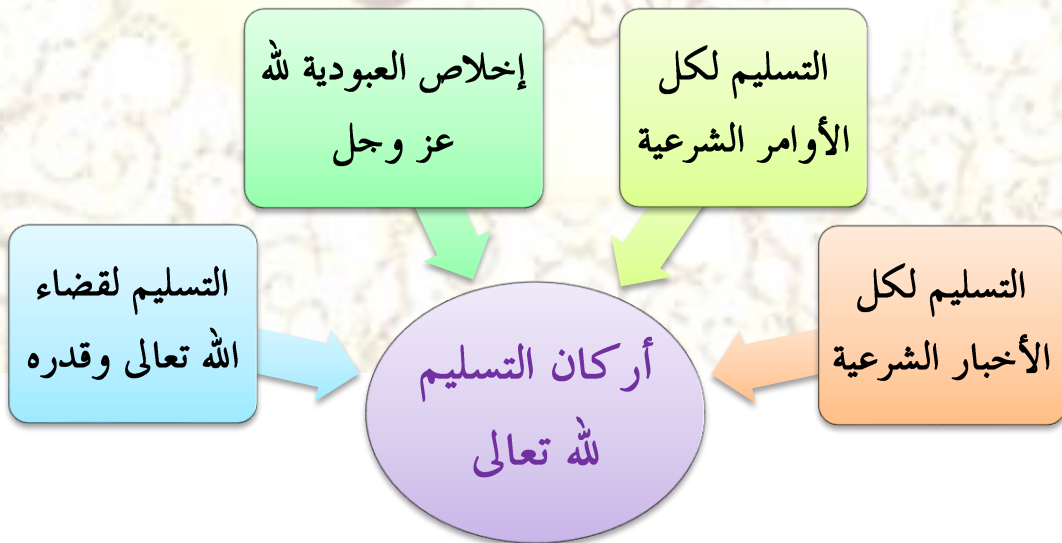 التسليم لكل
الأخبار الشرعية
التسليم لكل
الأوامر الشرعية
إخلاص العبودية لله
عز وجل
التسليم لقضاء
الله تعالى وقدره
أركان التسليم
لله تعالى